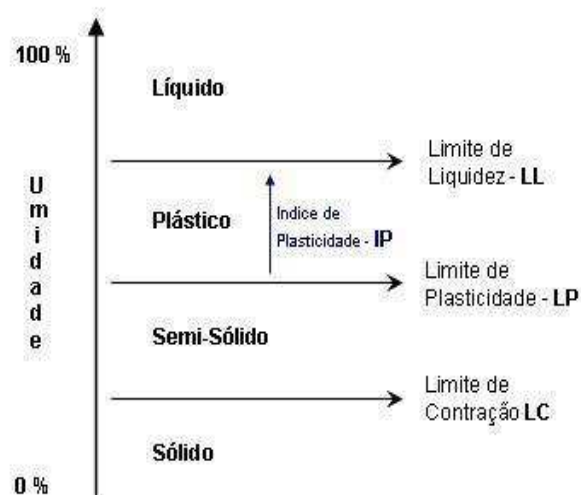 100 %
Líquido
Limite de
Liquidez - LL
Umidade
Plástico
Indice de
Plasticidade - IP
Limite de
Plasticidade - LP
Semi-Sólido
Limite de
Contração LC
Sólido
0 %